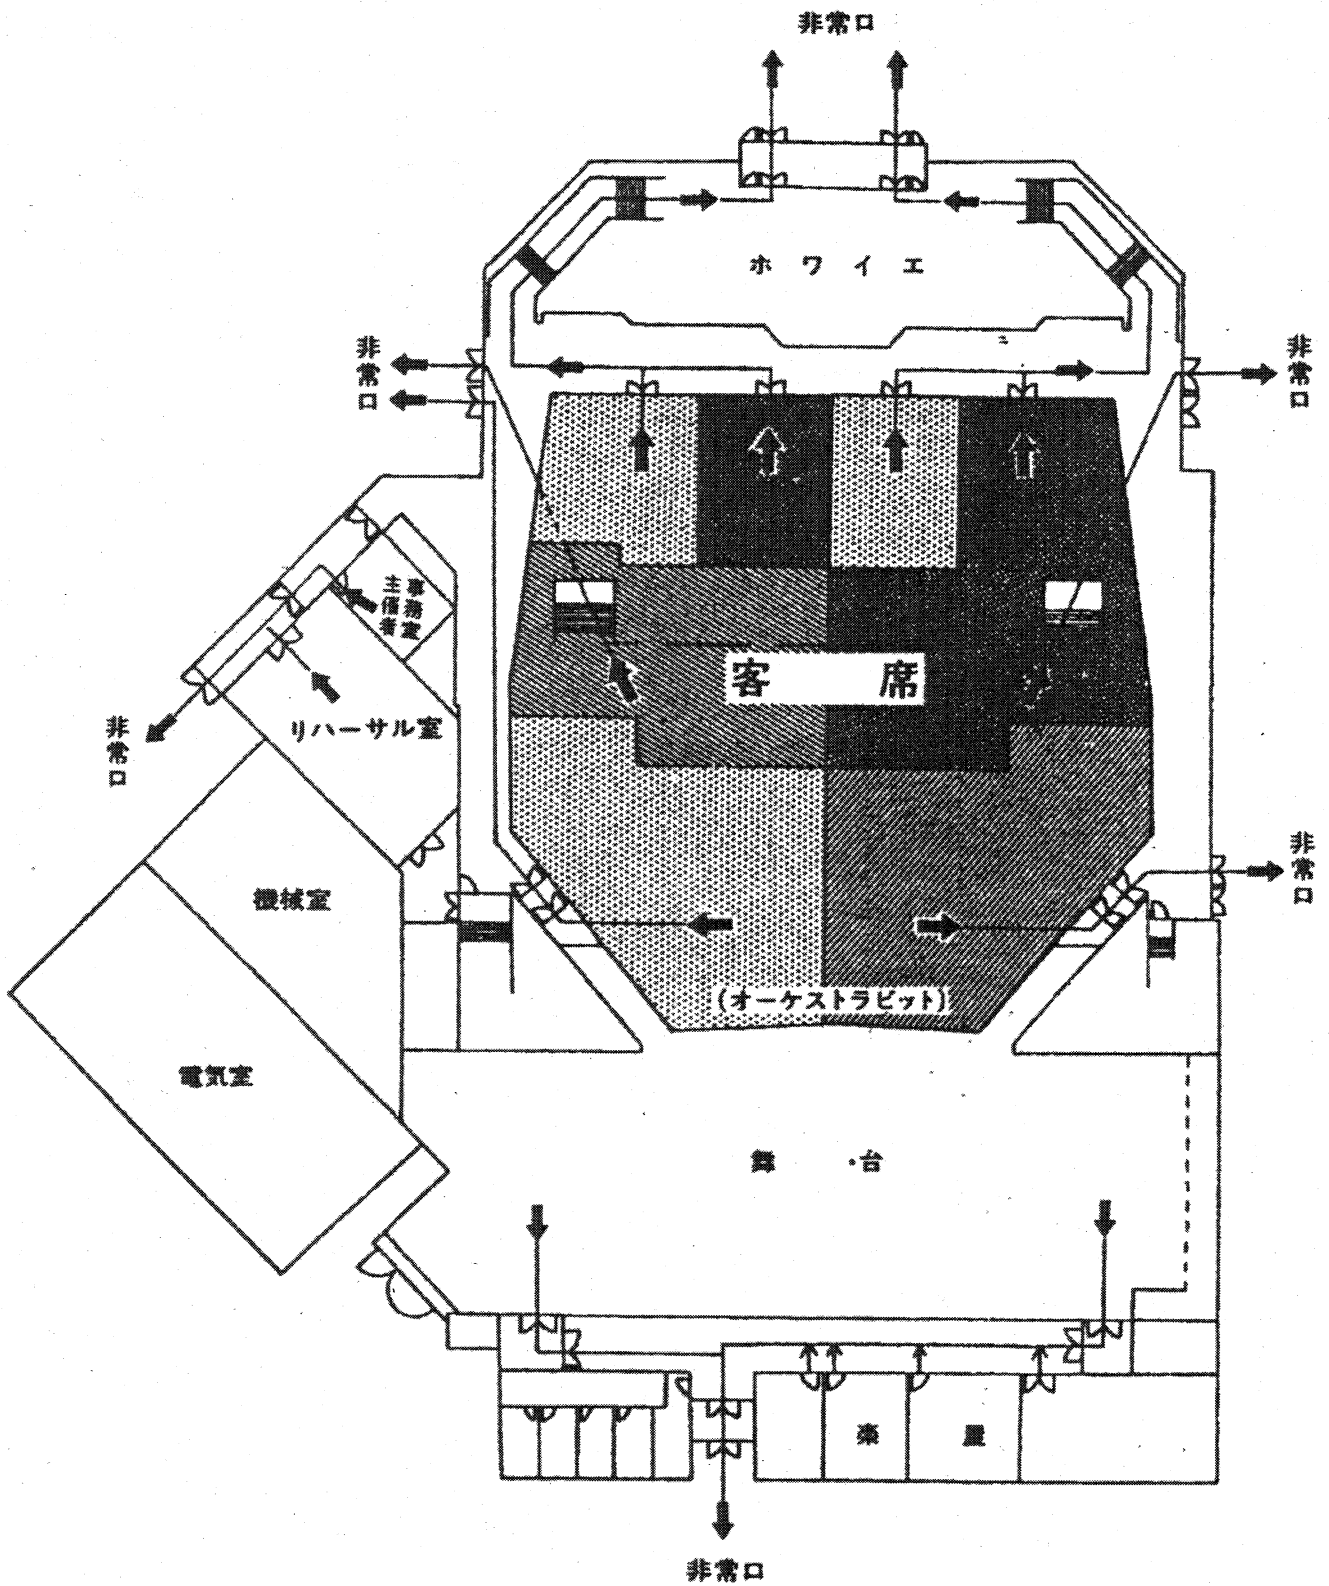 非常口
ホワイエ
非常口
非常口
主催者
事務室
客席
リハーサル室
非常口
機械室
非常口
(オーケストラピット)
電気室
舞台
楽屋
非常口